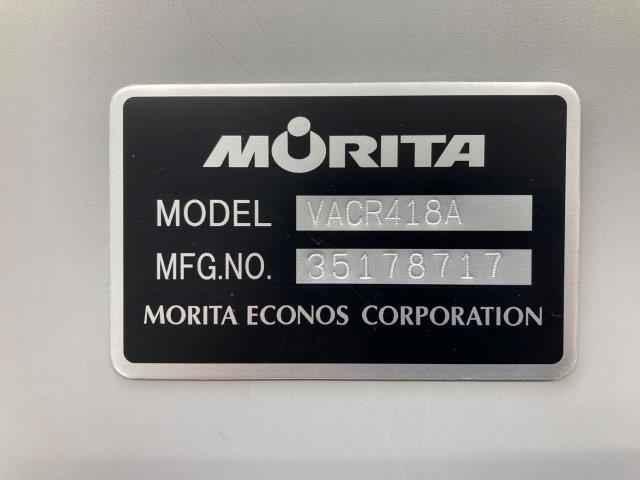 MORITA
MODEL VACR418A
MFG.NO. 35178717
MORITA ECONOS CORPORATION